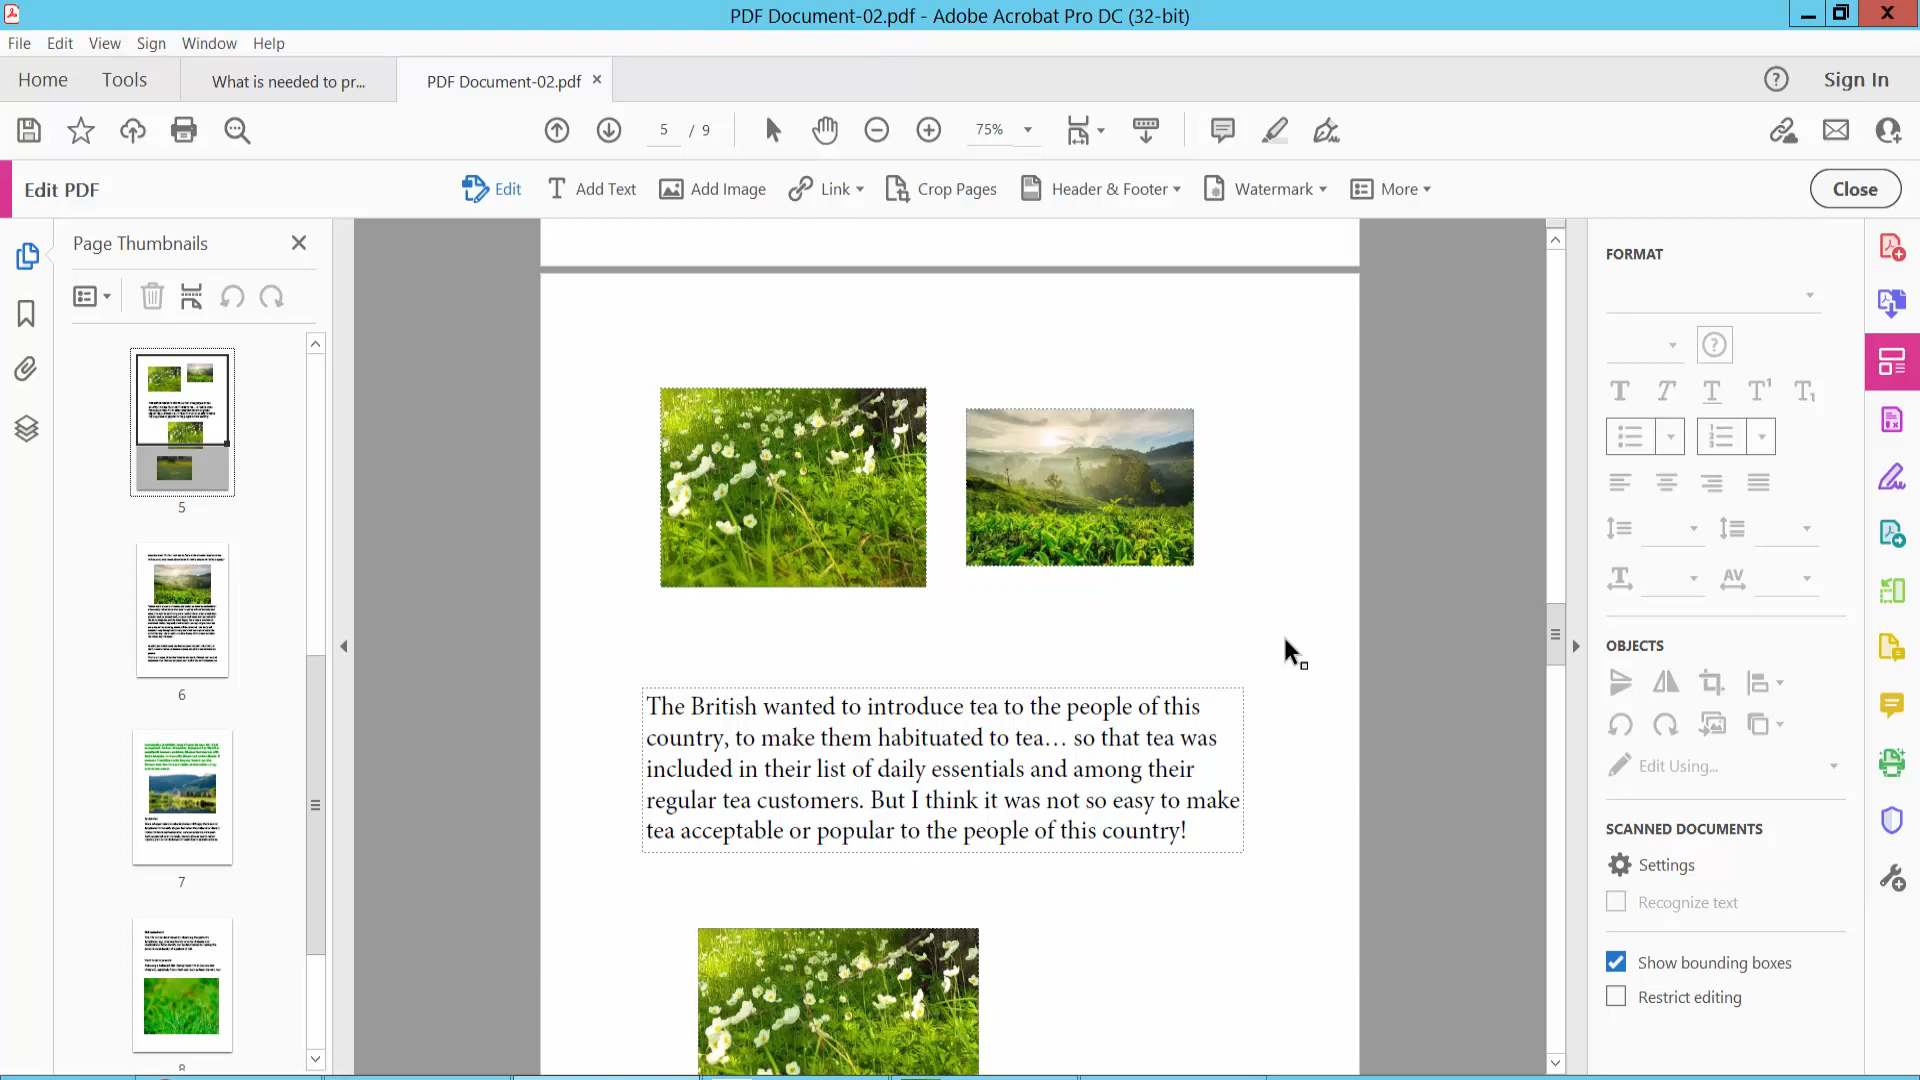 PDF Document-02.pdf - Adobe Acrobat Pro DC (32-bit)
File Edit View Sign Window Help
Home Tools What is needed to pr... PDF Document-02.pdf × Sign In
5 / 9 75%
Edit PDF Edit Add Text Add Image Link Crop Pages Header & Footer Watermark More Close
Page Thumbnails
5
6
7
8
The British wanted to introduce tea to the people of this
country, to make them habituated to tea… so that tea was
included in their list of daily essentials and among their
regular tea customers. But I think it was not so easy to make
tea acceptable or popular to the people of this country!
FORMAT
OBJECTS
Edit Using...
SCANNED DOCUMENTS
Settings
Recognize text
Show bounding boxes
Restrict editing